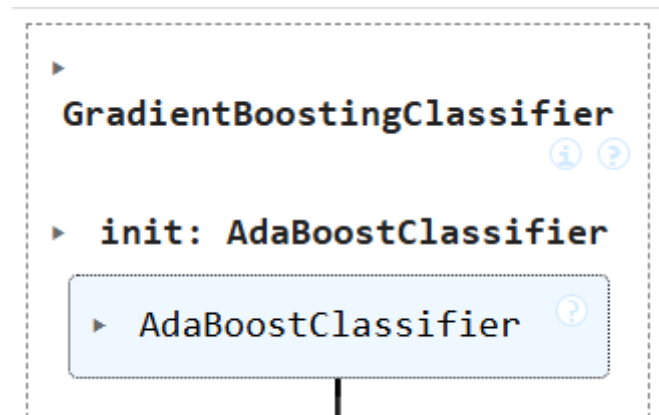 GradientBoostingClassifier
i ?
init: AdaBoostClassifier
AdaBoostClassifier ?